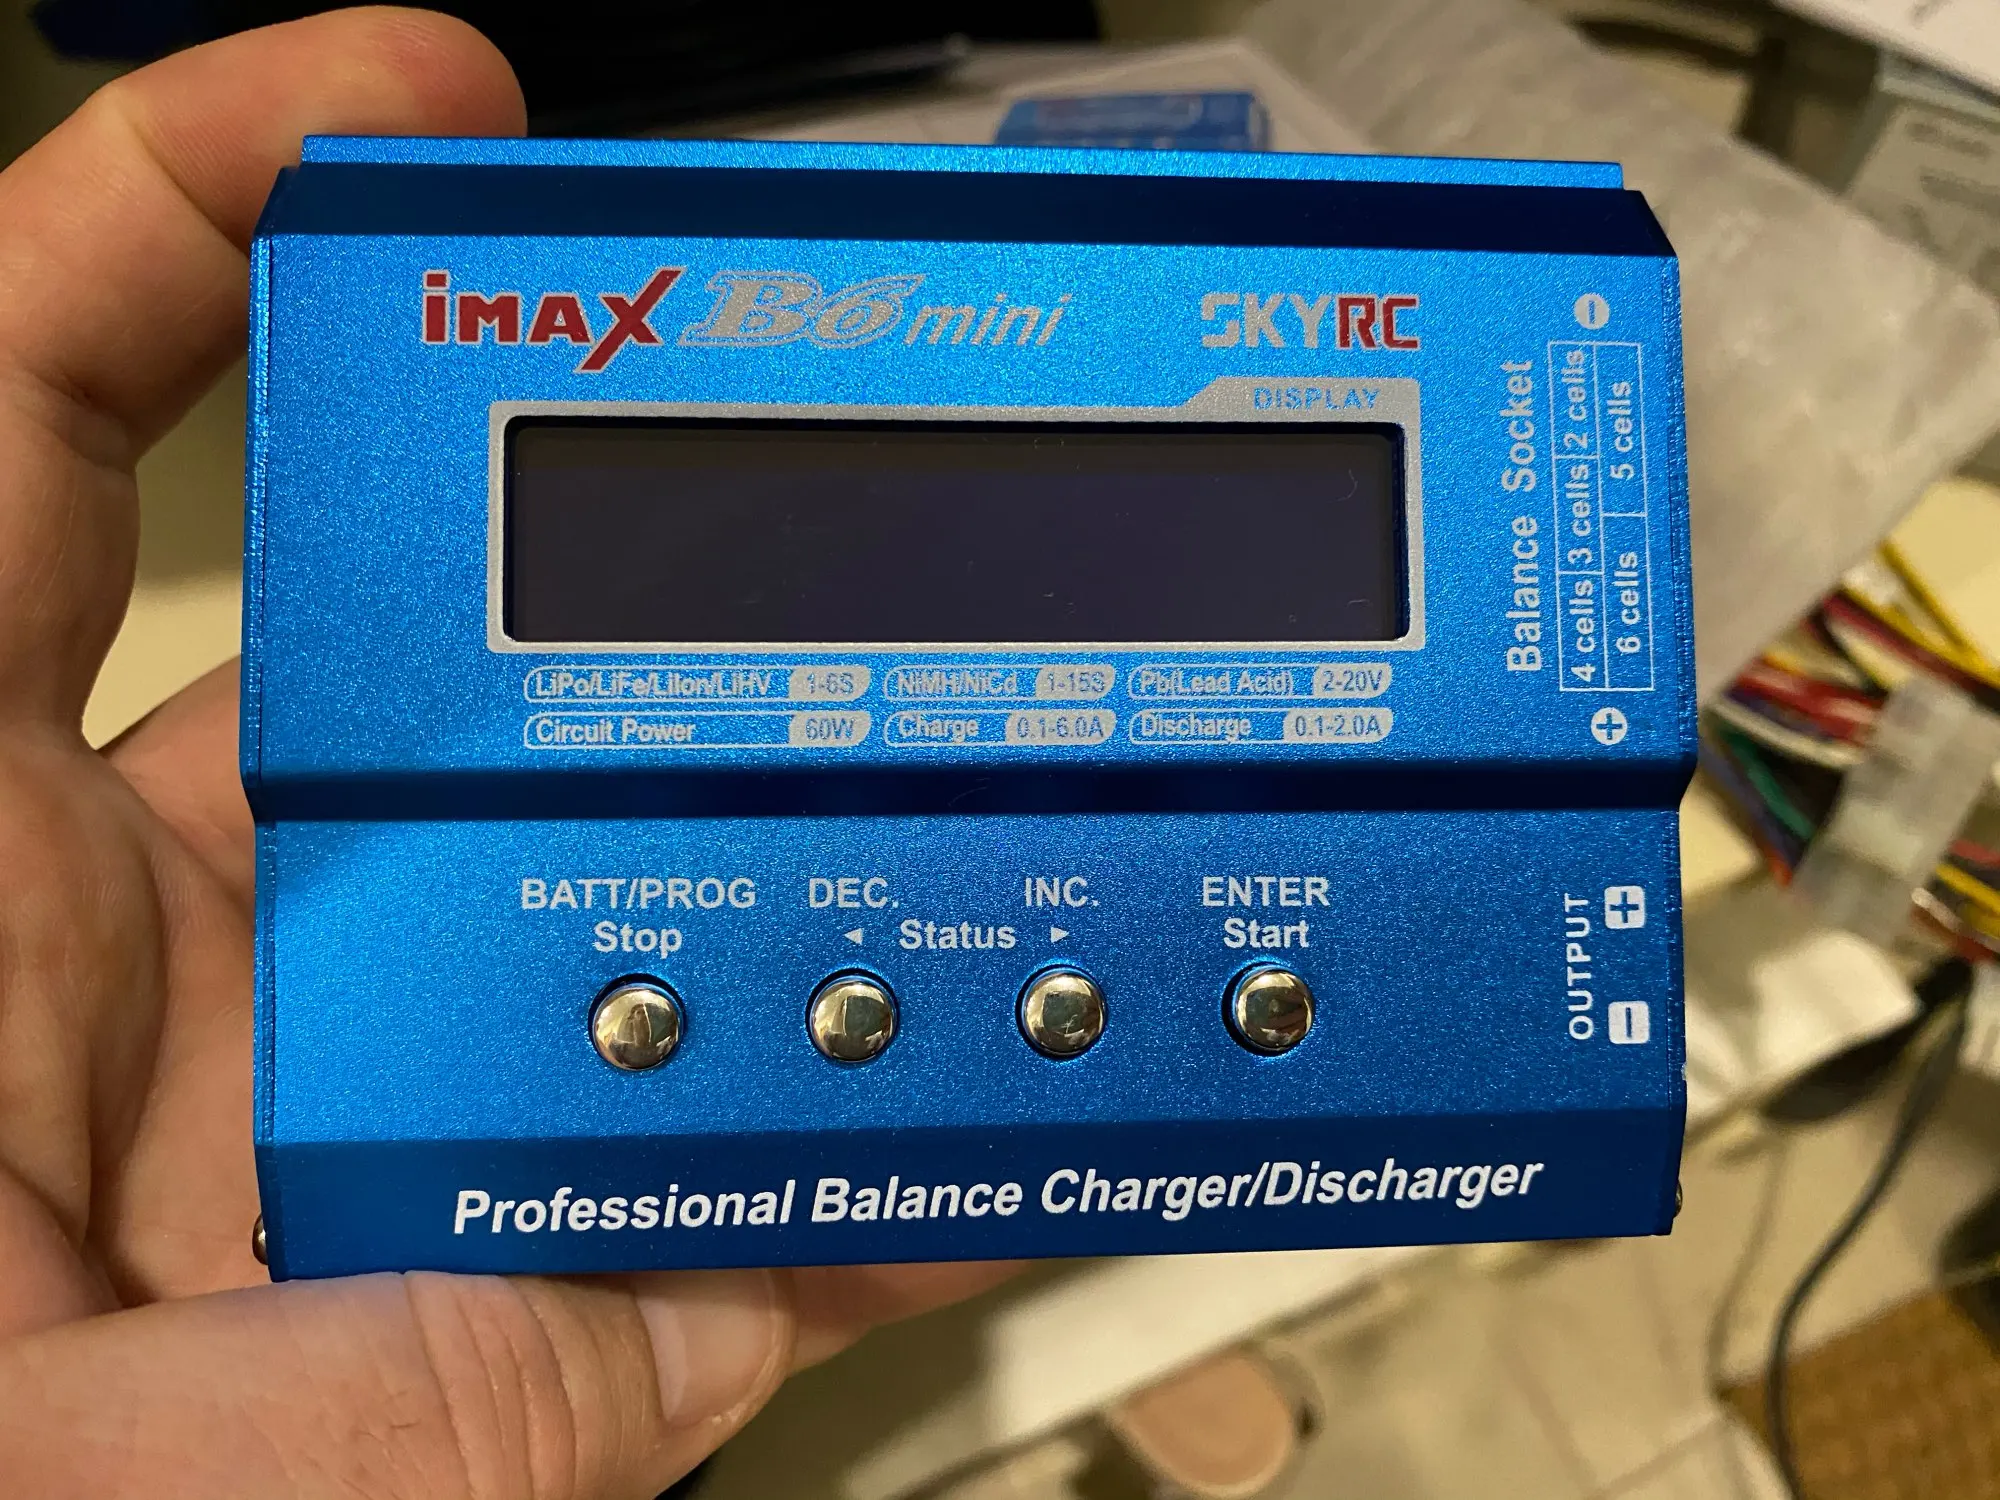 iMAX B6 mini SKYRC
DISPLAY
LiPo/LiFe/LiIon/LiHV 1-6S NiMH/NiCd 1-15S Pb(Lead Acid) 2-20V
Circuit Power 60W Charge 0.1-6.0A Discharge 0.1-2.0A
Balance Socket
4 cells 3 cells 2 cells
6 cells 5 cells
BATT/PROG DEC. INC. ENTER
Stop ◄ Status ► Start
OUTPUT
Professional Balance Charger/Discharger